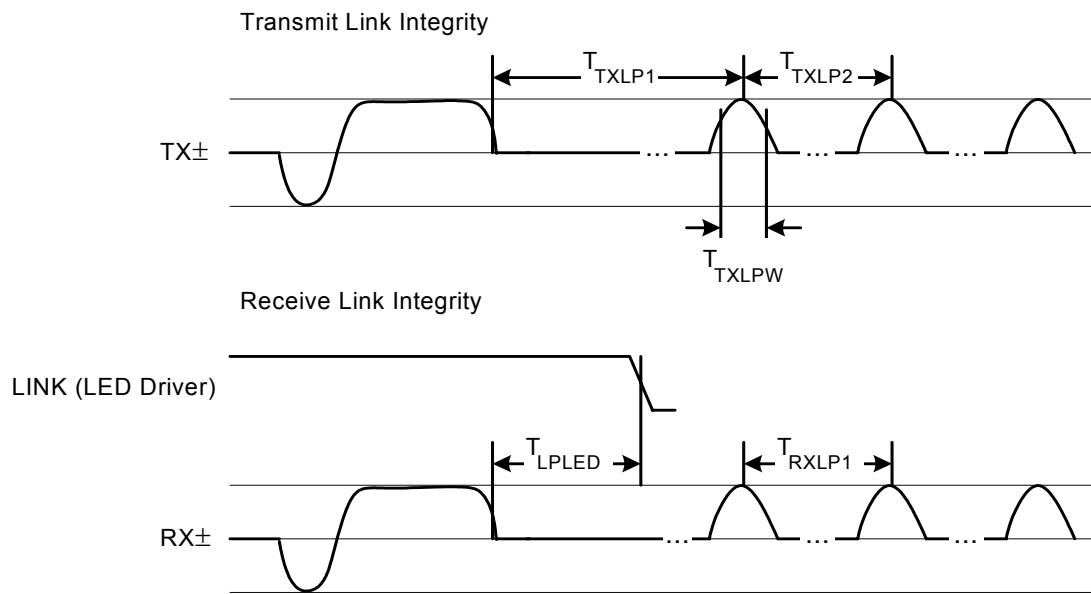 Transmit Link Integrity
TTXLP1
TTXLP2
TX±
... ... ...
TTXLPW
Receive Link Integrity
LINK (LED Driver)
TLPLED
TRXLP1
RX±
... ... ...